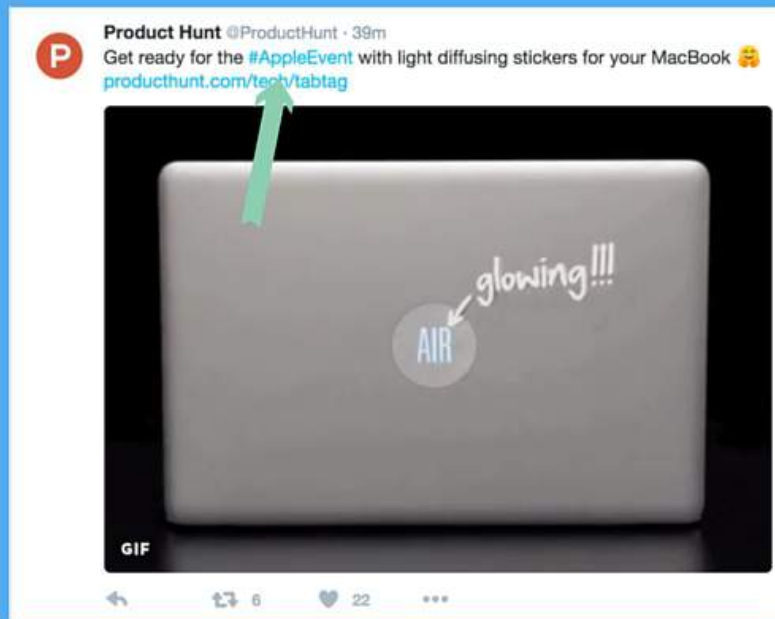 P
Product Hunt @ProductHunt · 39m
Get ready for the #AppleEvent with light diffusing stickers for your MacBook 🤗
producthunt.com/tech/tabtag
glowing!!!
AIR
GIF
6 22